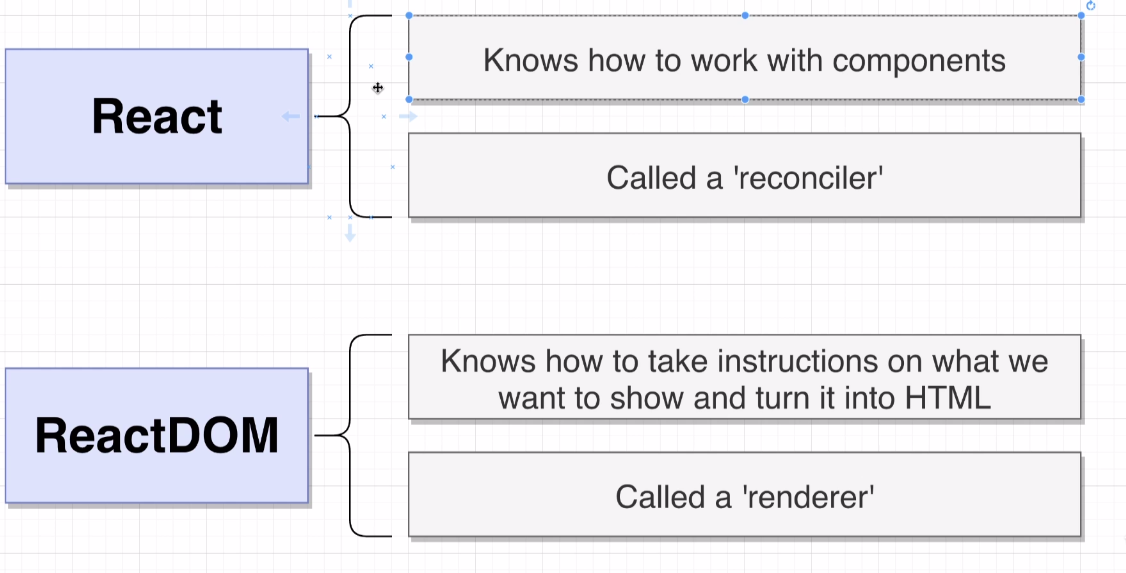 React
Knows how to work with components
Called a 'reconciler'
ReactDOM
Knows how to take instructions on what we
want to show and turn it into HTML
Called a 'renderer'